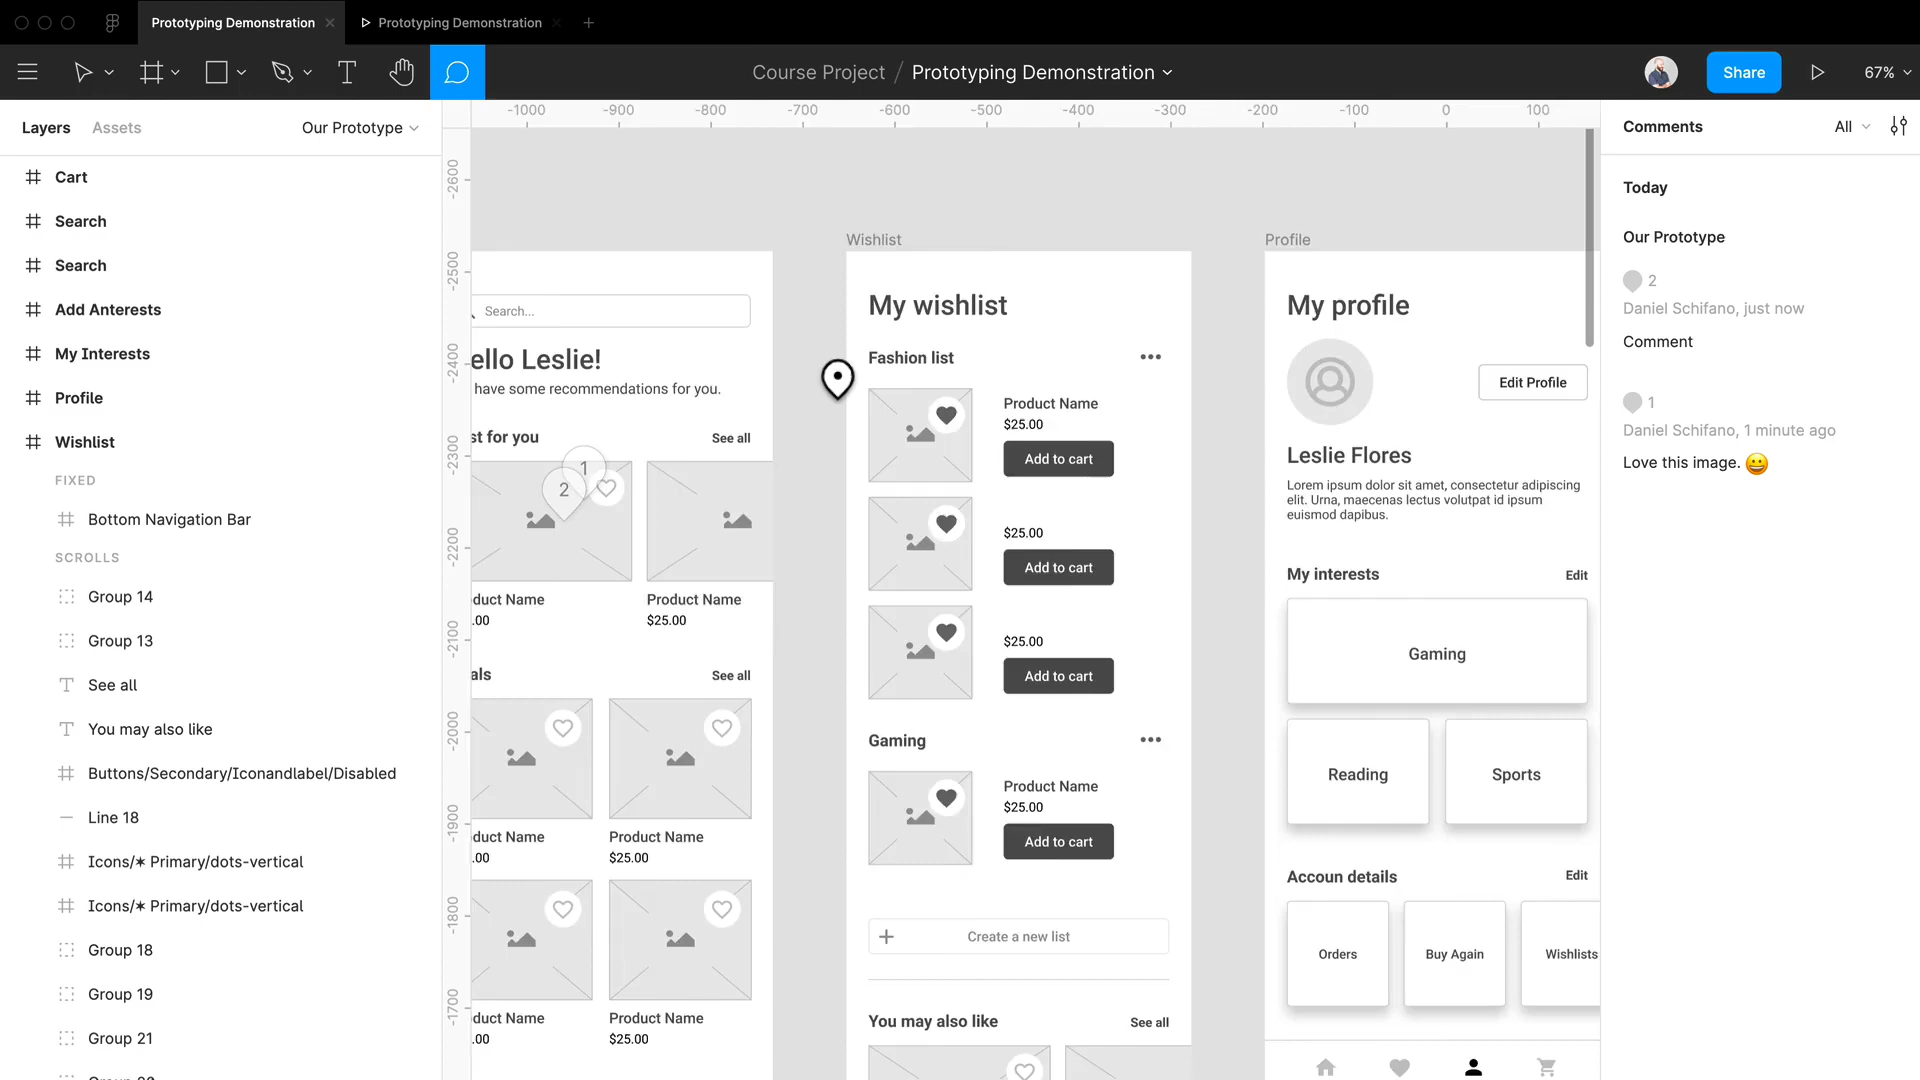 Prototyping Demonstration
Prototyping Demonstration
Course Project / Prototyping Demonstration
Share
67%
Layers
Assets
Our Prototype
Cart
Search
Search
Add Anterests
My Interests
Profile
Wishlist
FIXED
Bottom Navigation Bar
SCROLLS
Group 14
Group 13
See all
You may also like
Buttons/Secondary/Iconandlabel/Disabled
Line 18
Icons/✶ Primary/dots-vertical
Icons/✶ Primary/dots-vertical
Group 18
Group 19
Group 21
-1000 -900 -800 -700 -600 -500 -400 -300 -200 -100 0 100
-2600
-2500
-2400
-2300
-2200
-2100
-2000
-1900
-1800
-1700
Search...
ello Leslie!
have some recommendations for you.
st for you
See all
1
2
duct Name
.00
Product Name
$25.00
als
See all
duct Name
.00
Product Name
$25.00
duct Name
.00
Product Name
$25.00
Wishlist
My wishlist
Fashion list
Product Name
$25.00
Add to cart
$25.00
Add to cart
$25.00
Add to cart
Gaming
Product Name
$25.00
Add to cart
Create a new list
You may also like
See all
Profile
My profile
Edit Profile
Leslie Flores
Lorem ipsum dolor sit amet, consectetur adipiscing
elit. Urna, maecenas lectus volutpat id ipsum
euismod dapibus.
My interests
Edit
Gaming
Reading
Sports
Accoun details
Edit
Orders
Buy Again
Wishlists
Comments
All
Today
Our Prototype
2
Daniel Schifano, just now
Comment
1
Daniel Schifano, 1 minute ago
Love this image. 😀